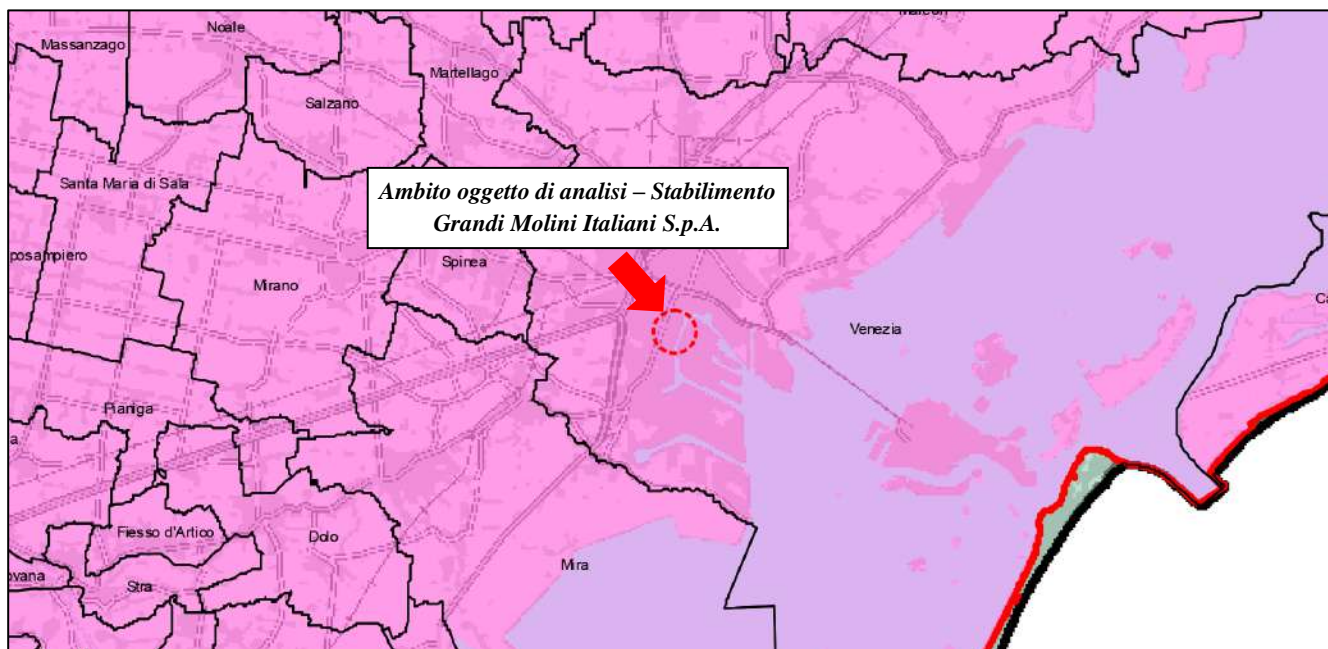 Noale
Massanzago
Martellago
Salzano
Santa Maria di Sala
Ambito oggetto di analisi – Stabilimento
Grandi Molini Italiani S.p.A.
posampiero
Spinea
Mirano
Venezia
Pianiga
Fiesso d'Artico
Dolo
Mira
Stra